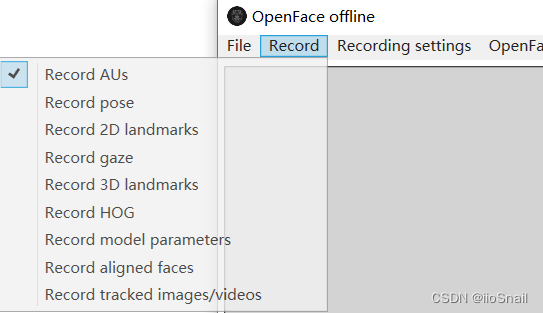 OpenFace offline
File Record Recording settings OpenFa
Record AUs
Record pose
Record 2D landmarks
Record gaze
Record 3D landmarks
Record HOG
Record model parameters
Record aligned faces
Record tracked images/videos
CSDN @iioSnail